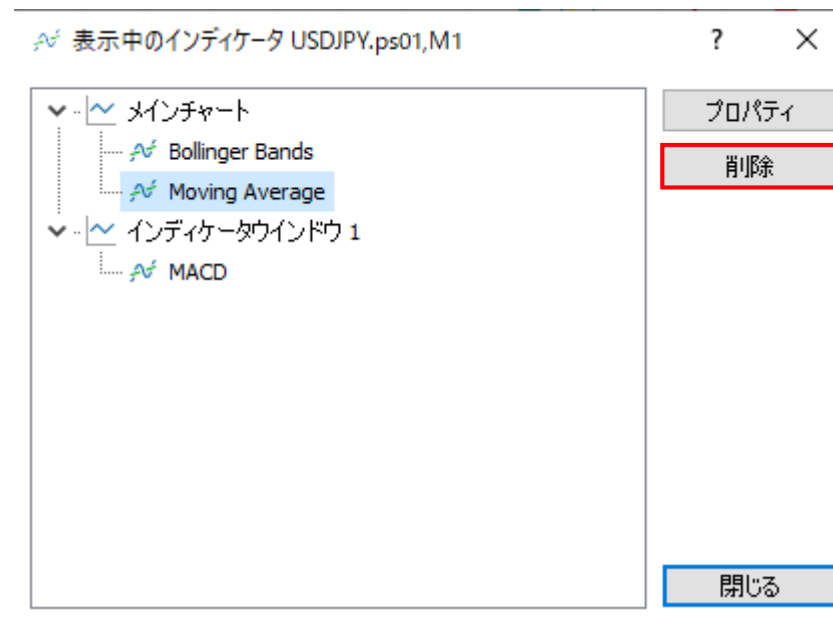 表示中のインディケータ USDJPY.ps01,M1
?
メインチャート
Bollinger Bands
Moving Average
インディケータウインドウ 1
MACD
プロパティ
削除
閉じる